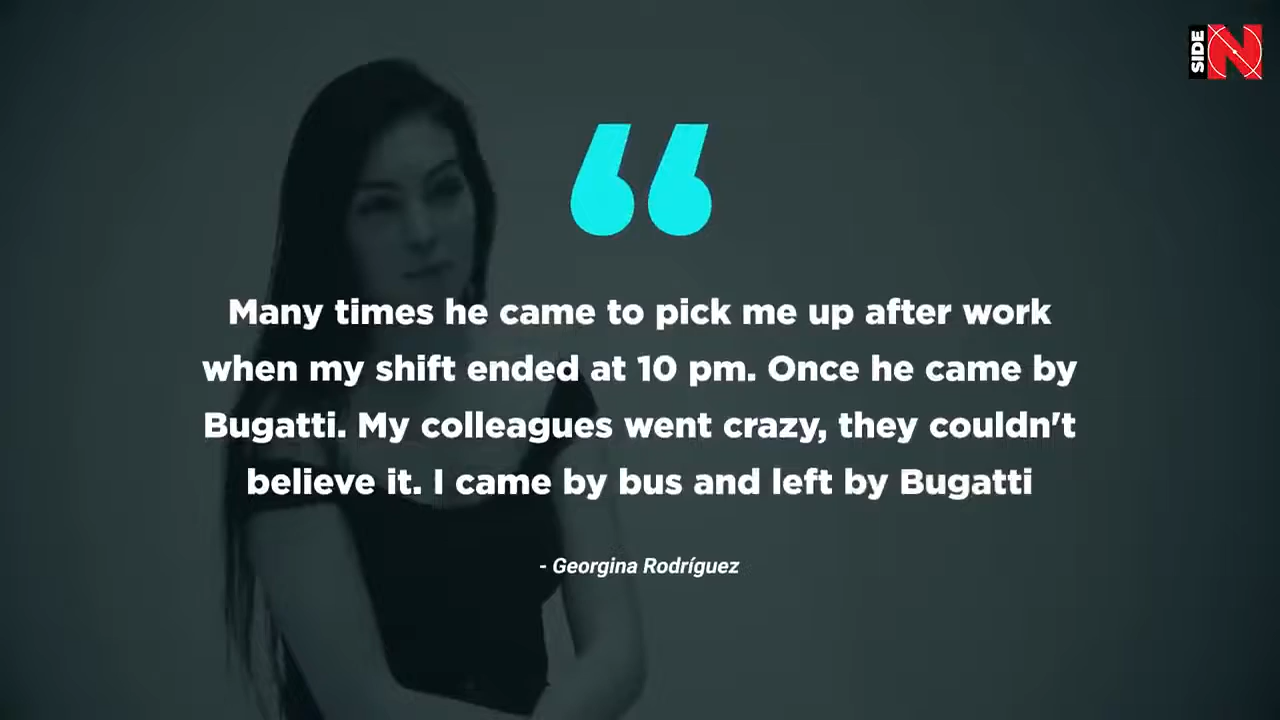 SIDE N
Many times he came to pick me up after work
when my shift ended at 10 pm. Once he came by
Bugatti. My colleagues went crazy, they couldn't
believe it. I came by bus and left by Bugatti
- Georgina Rodríguez